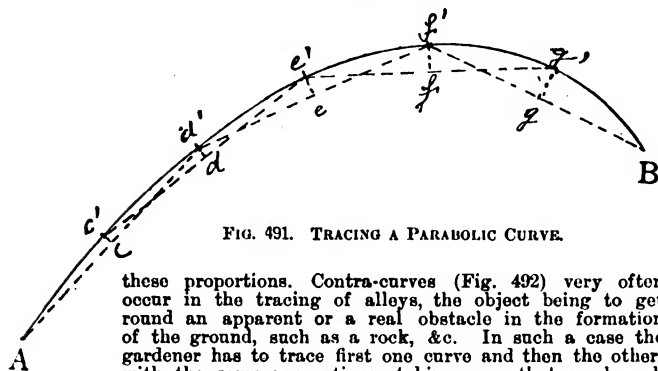 f'
e'
g'
e
f
g
d'
d
B
c'
c
FIG. 491. TRACING A PARABOLIC CURVE.
these proportions. Contra-curves (Fig. 492) very often
occur in the tracing of alleys, the object being to get
round an apparent or a real obstacle in the formation
of the ground, such as a rock, &c. In such a case the
gardener has to trace first one curve and then the other
A